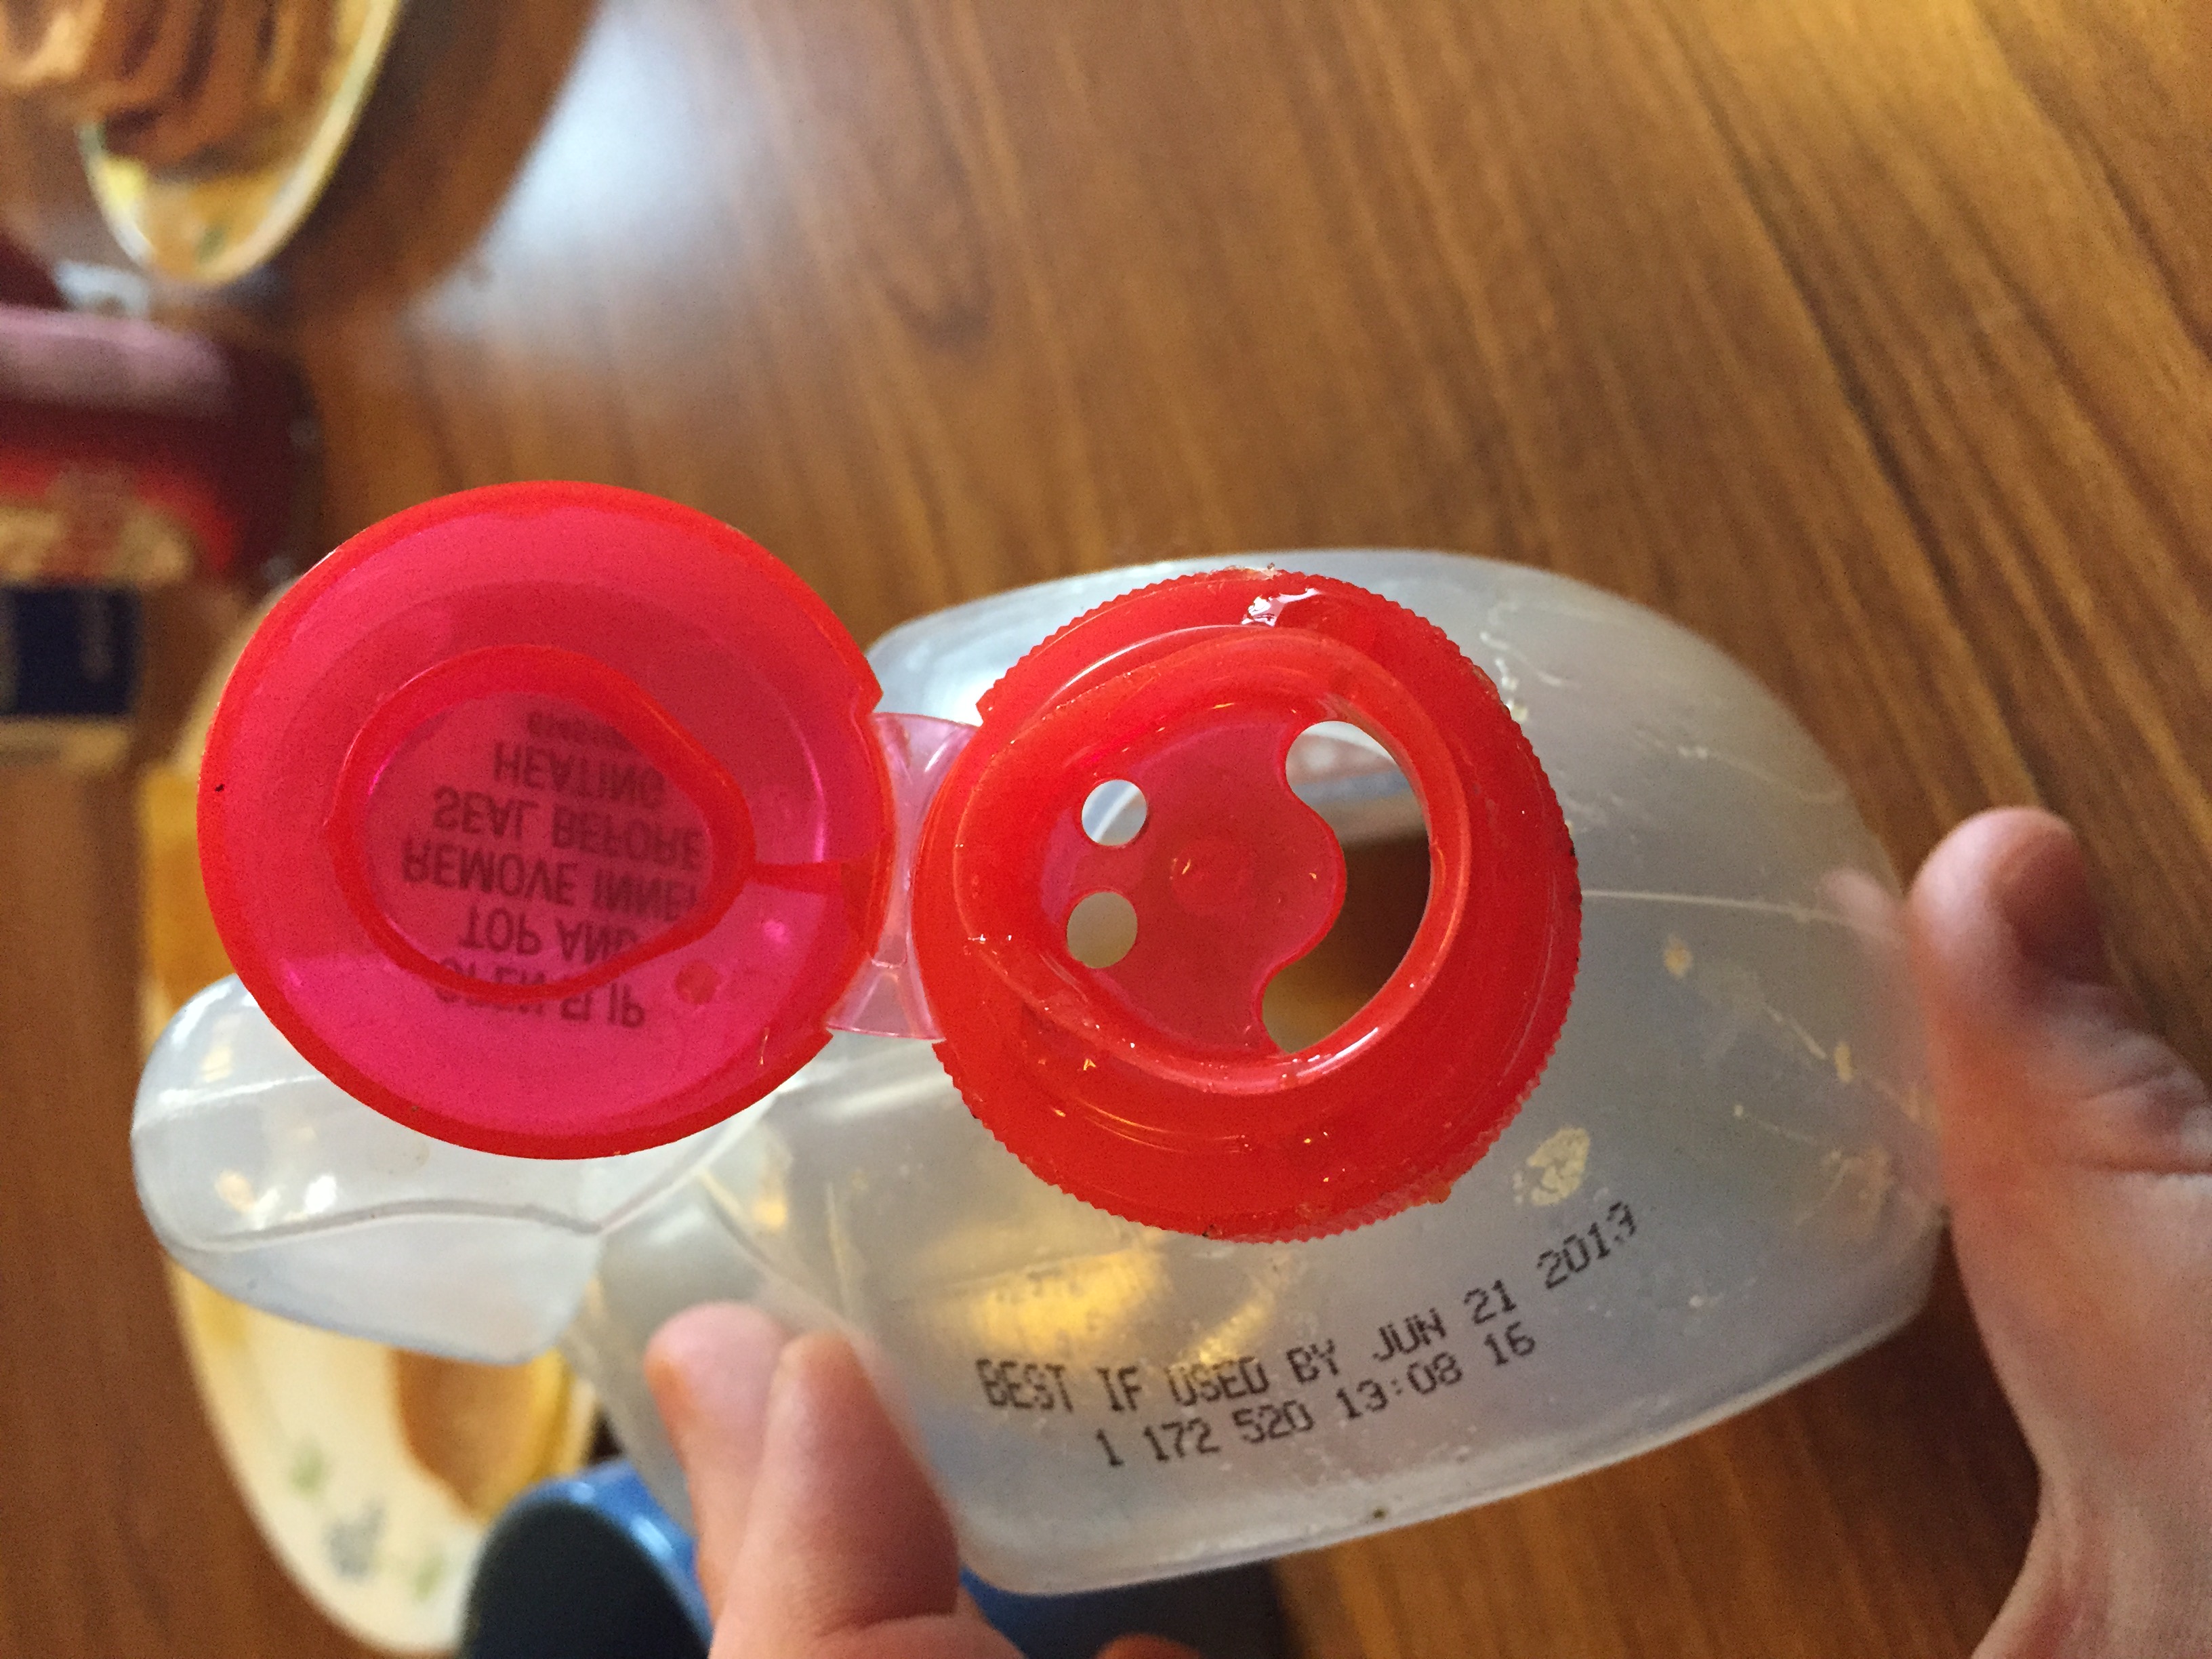 OPEN FLIP
TOP AND
REMOVE INNER
SEAL BEFORE
HEATING
BEST IF USED BY JUN 21 2013
1 172 520 13:08 16